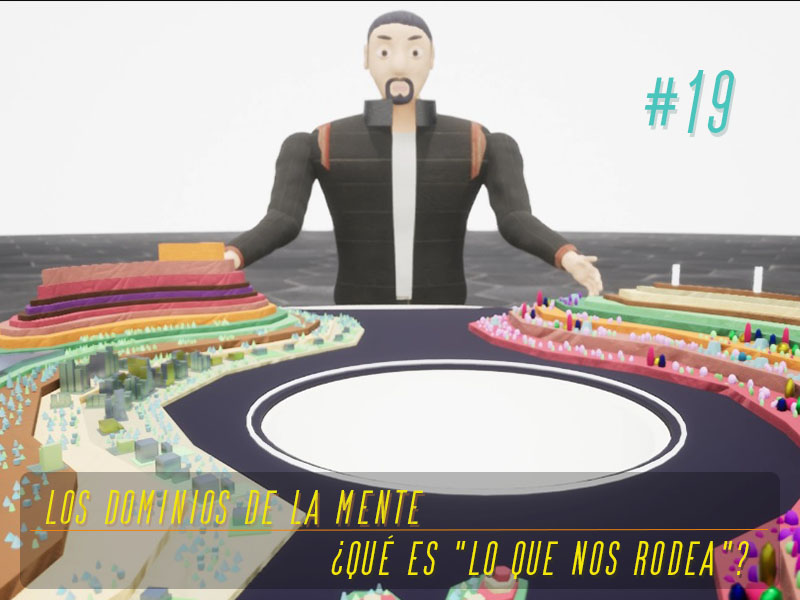 #19
LOS DOMINIOS DE LA MENTE
¿QUÉ ES "LO QUE NOS RODEA"?